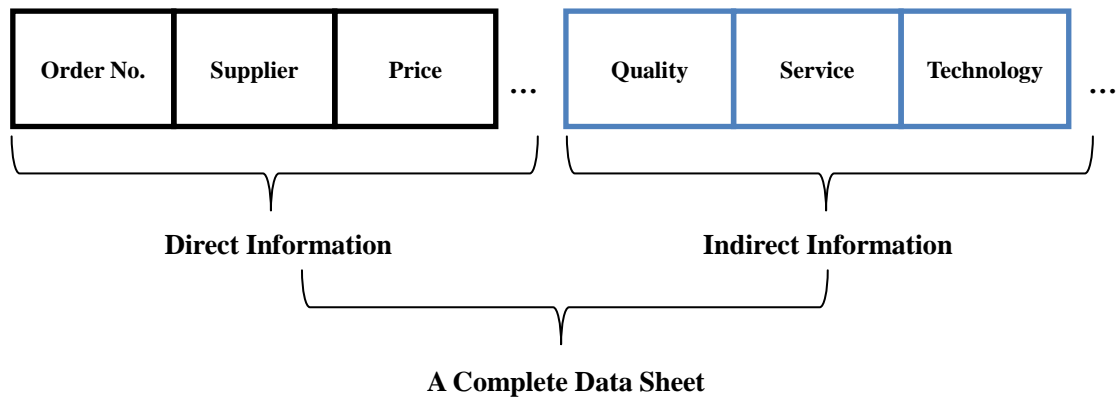 Order No. Supplier Price … Quality Service Technology …
Direct Information Indirect Information
A Complete Data Sheet